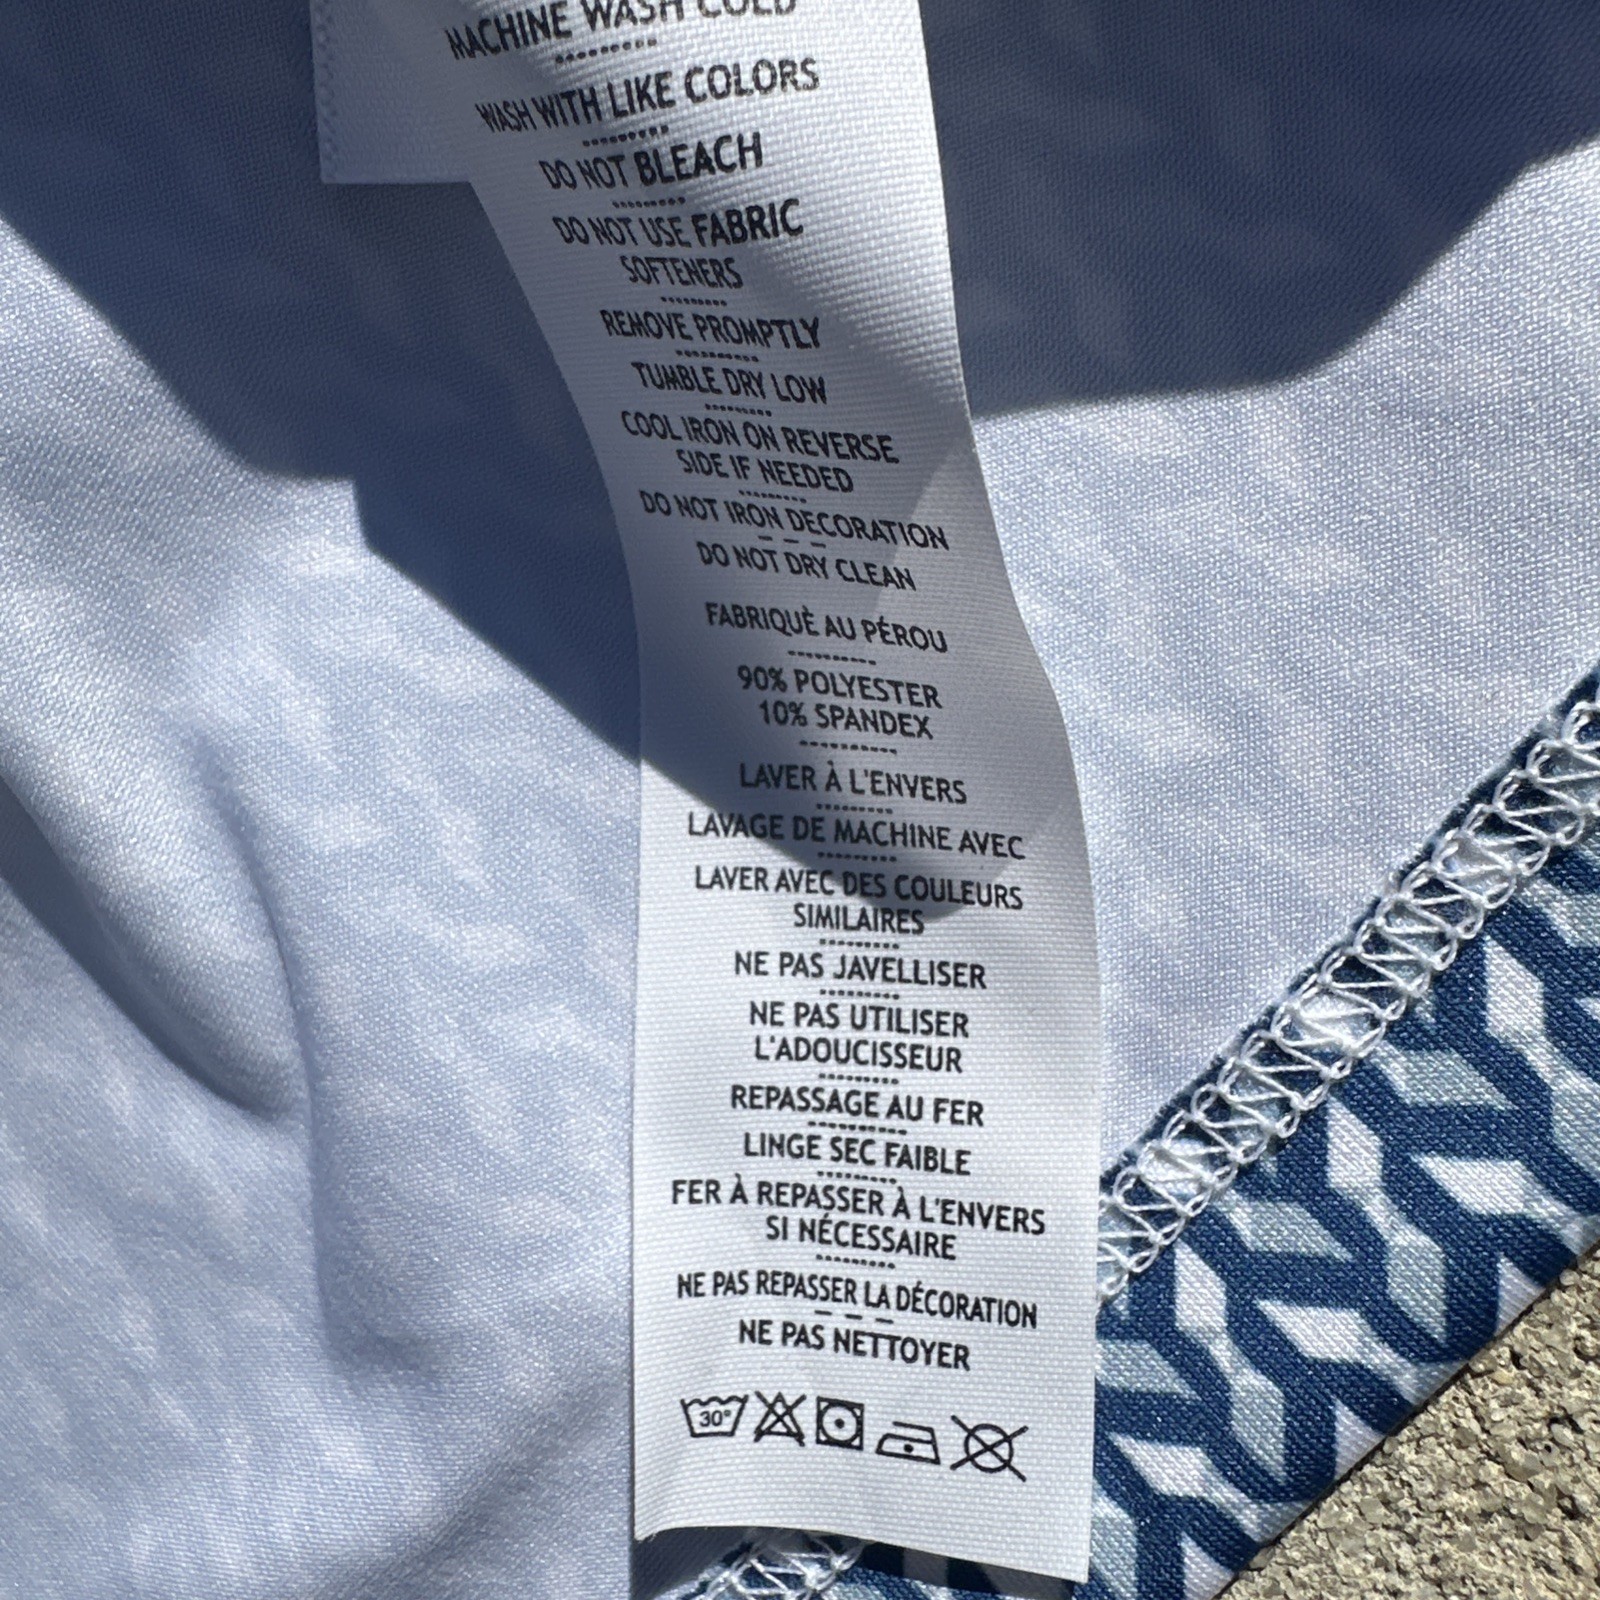 MACHINE WASH COLD
WASH WITH LIKE COLORS
DO NOT BLEACH
DO NOT USE FABRIC
SOFTENERS
REMOVE PROMPTLY
TUMBLE DRY LOW
COOL IRON ON REVERSE
SIDE IF NEEDED
DO NOT IRON DECORATION
DO NOT DRY CLEAN
FABRIQUÈ AU PÉROU
90% POLYESTER
10% SPANDEX
LAVER À L'ENVERS
LAVAGE DE MACHINE AVEC
LAVER AVEC DES COULEURS
SIMILAIRES
NE PAS JAVELLISER
NE PAS UTILISER
L'ADOUCISSEUR
REPASSAGE AU FER
LINGE SEC FAIBLE
FER À REPASSER À L'ENVERS
SI NÉCESSAIRE
NE PAS REPASSER LA DÉCORATION
NE PAS NETTOYER
30°